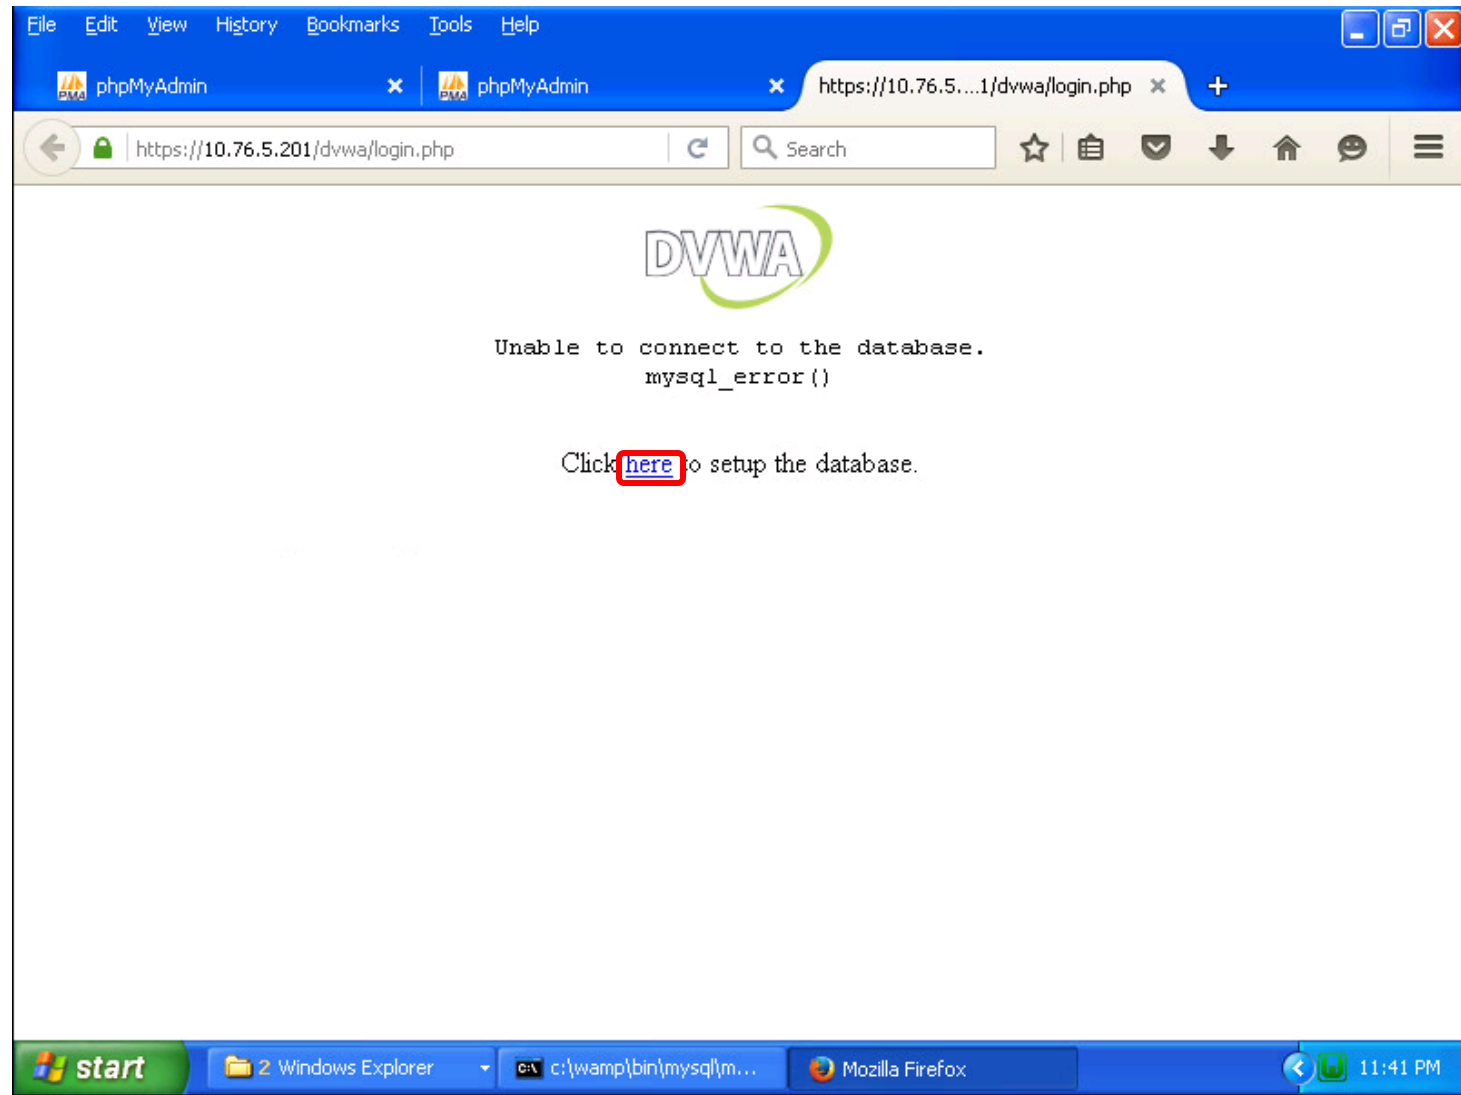 File Edit View History Bookmarks Tools Help
phpMyAdmin phpMyAdmin https://10.76.5....1/dvwa/login.php
https://10.76.5.201/dvwa/login.php Search
DVWA
Unable to connect to the database.
mysql_error()
Click here to setup the database.
start 2 Windows Explorer c:\wamp\bin\mysql\m... Mozilla Firefox 11:41 PM